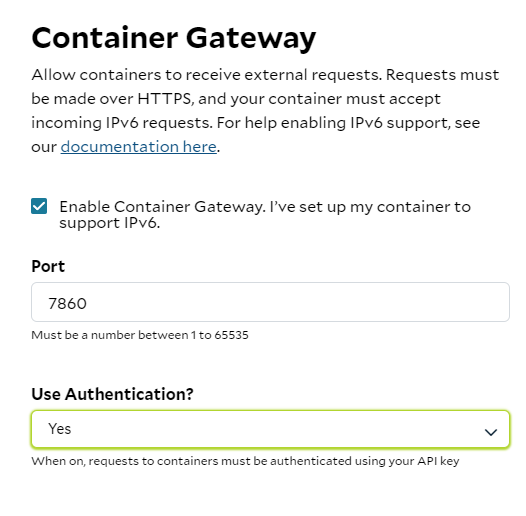 Container Gateway
Allow containers to receive external requests. Requests must
be made over HTTPS, and your container must accept
incoming IPv6 requests. For help enabling IPv6 support, see
our documentation here.
Enable Container Gateway. I've set up my container to
support IPv6.
Port
7860
Must be a number between 1 to 65535
Use Authentication?
Yes
When on, requests to containers must be authenticated using your API key